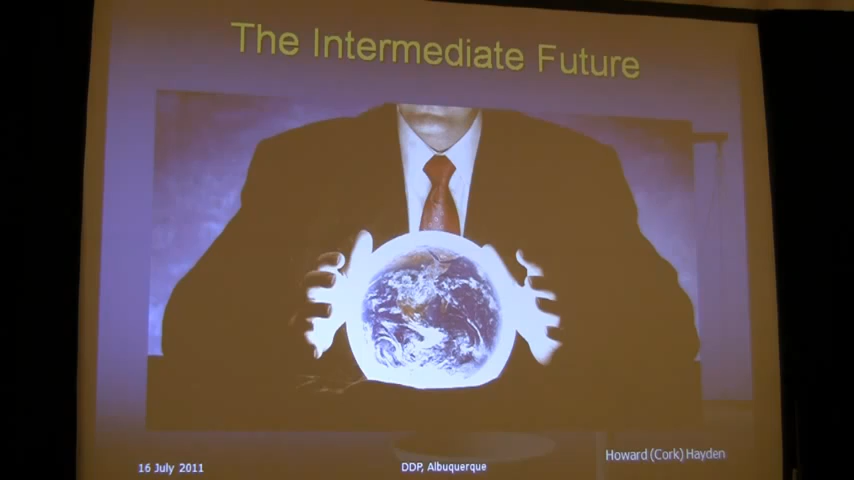 The Intermediate Future
16 July 2011
DDP, Albuquerque
Howard (Cork) Hayden